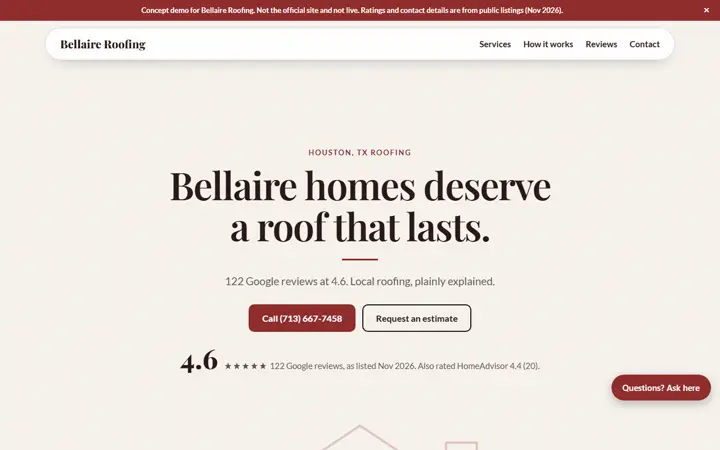 Concept demo for Bellaire Roofing. Not the official site and not live. Ratings and contact details are from public listings (Nov 2026). ×
Bellaire Roofing
Services How it works Reviews Contact
HOUSTON, TX ROOFING
Bellaire homes deserve
a roof that lasts.
122 Google reviews at 4.6. Local roofing, plainly explained.
Call (713) 667-7458 Request an estimate
4.6 ★★★★★ 122 Google reviews, as listed Nov 2026. Also rated HomeAdvisor 4.4 (20).
Questions? Ask here